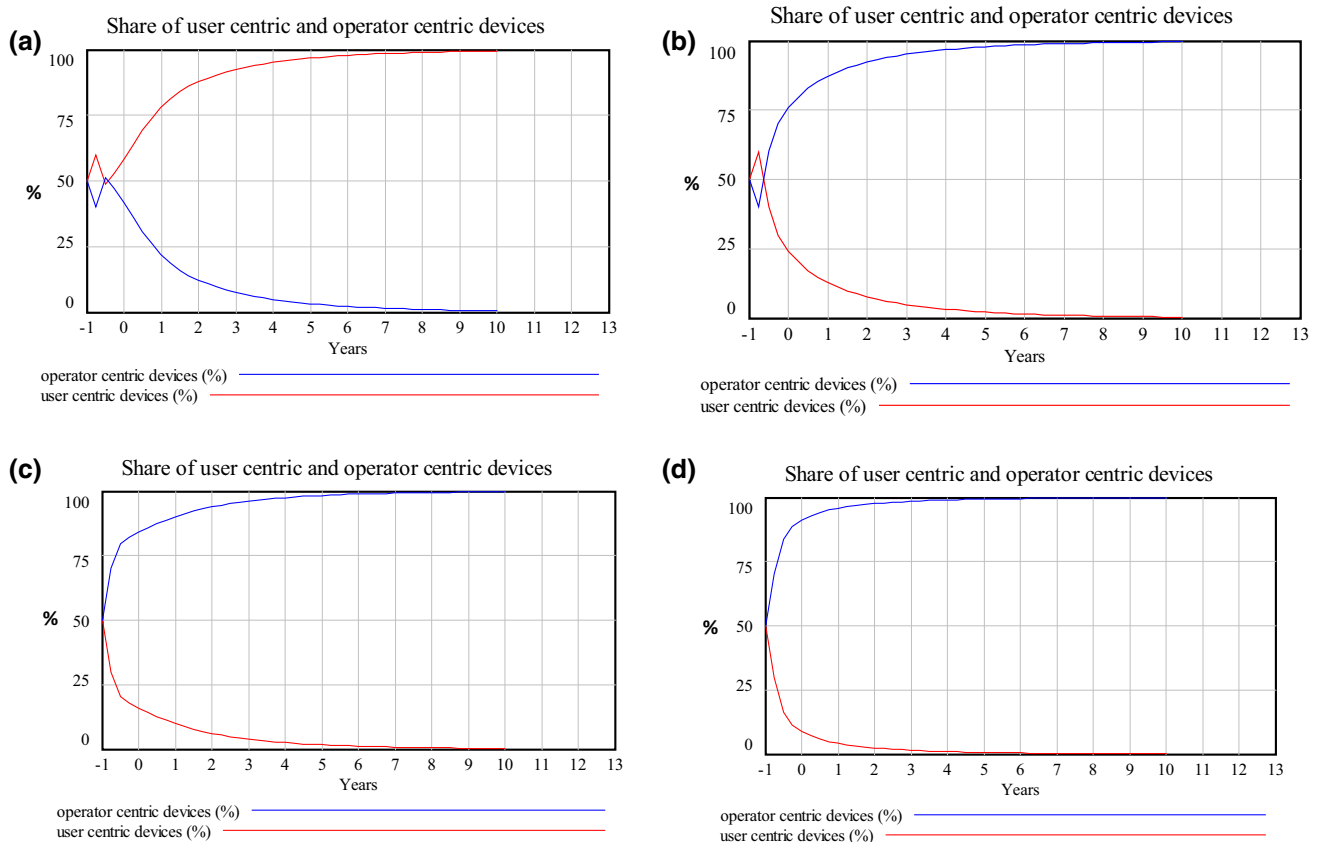 (a)
Share of user centric and operator centric devices
100
75
50
25
0
%
-1 0 1 2 3 4 5 6 7 8 9 10 11 12 13
Years
operator centric devices (%)
user centric devices (%)
(b)
Share of user centric and operator centric devices
100
75
50
25
0
%
-1 0 1 2 3 4 5 6 7 8 9 10 11 12 13
Years
operator centric devices (%)
user centric devices (%)
(c)
Share of user centric and operator centric devices
100
75
50
25
0
%
-1 0 1 2 3 4 5 6 7 8 9 10 11 12 13
Years
operator centric devices (%)
user centric devices (%)
(d)
Share of user centric and operator centric devices
100
75
50
25
0
%
-1 0 1 2 3 4 5 6 7 8 9 10 11 12 13
Years
operator centric devices (%)
user centric devices (%)